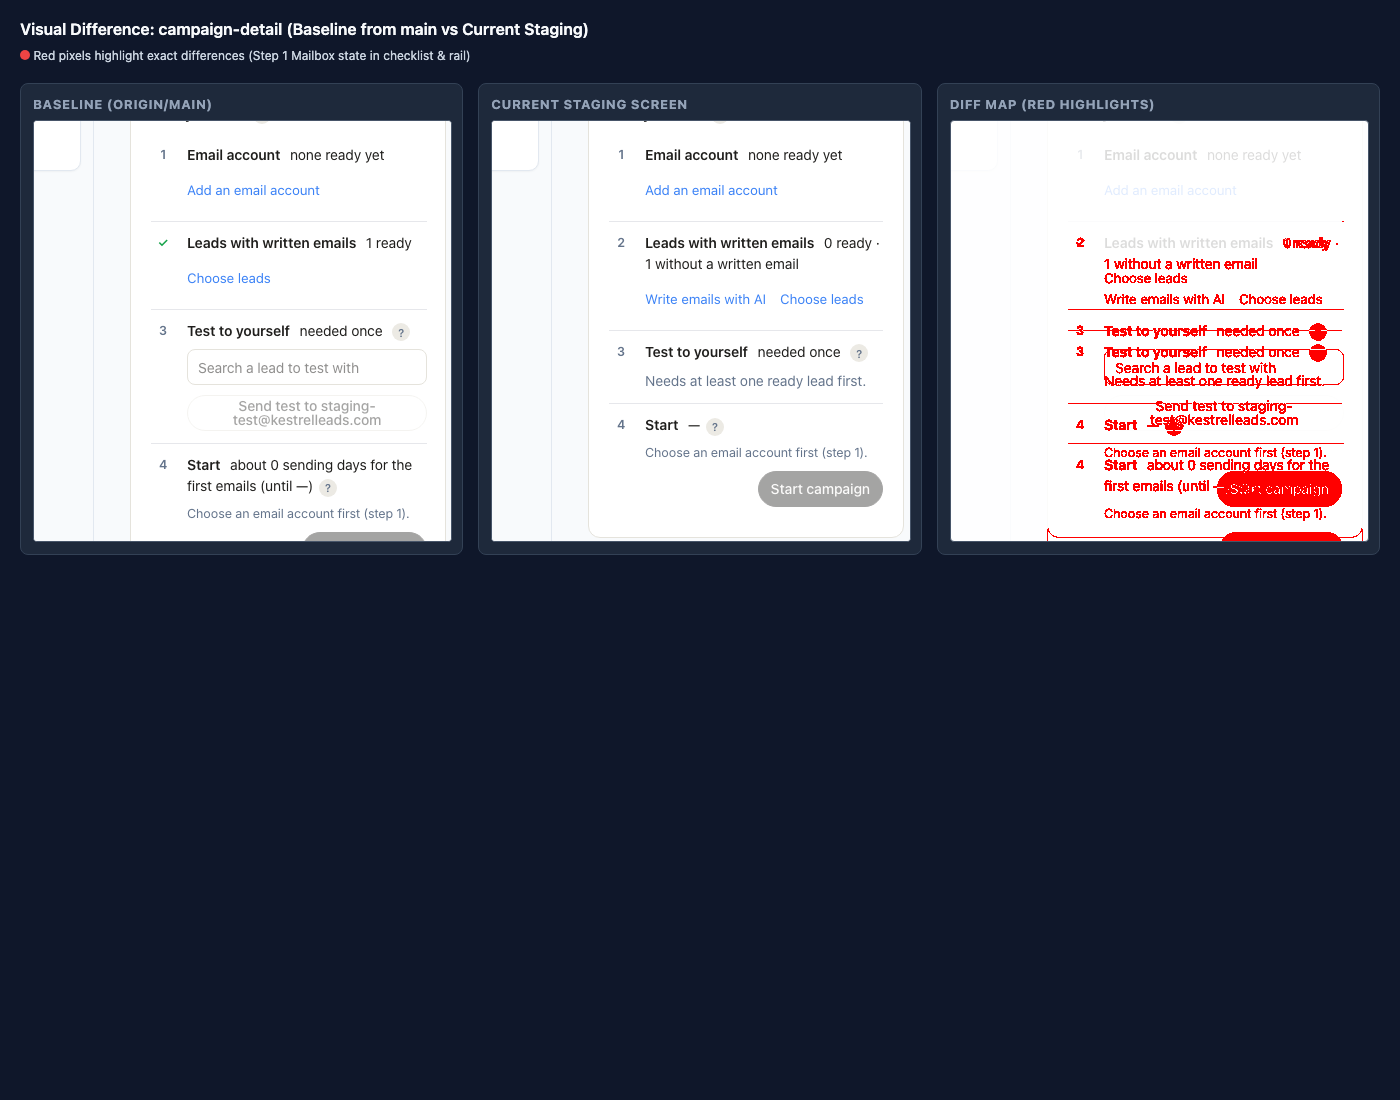 Visual Difference: campaign-detail (Baseline from main vs Current Staging)
Red pixels highlight exact differences (Step 1 Mailbox state in checklist & rail)
BASELINE (ORIGIN/MAIN)
1 Email account none ready yet
Add an email account
✓ Leads with written emails 1 ready
Choose leads
3 Test to yourself needed once ?
Search a lead to test with
Send test to staging-
test@kestrelleads.com
4 Start about 0 sending days for the
first emails (until —) ?
Choose an email account first (step 1).
CURRENT STAGING SCREEN
1 Email account none ready yet
Add an email account
2 Leads with written emails 0 ready ·
1 without a written email
Write emails with AI Choose leads
3 Test to yourself needed once ?
Needs at least one ready lead first.
4 Start — ?
Choose an email account first (step 1).
Start campaign
DIFF MAP (RED HIGHLIGHTS)
1 Email account none ready yet
Add an email account
2 Leads with written emails ready ·
1 without a written email
Choose leads
Write emails with AI Choose leads
3 Test to yourself needed once
3 Test to yourself needed once
Search a lead to test with
Needs at least one ready lead first.
Send test to staging-
test@kestrelleads.com
4 Start —
Choose an email account first (step 1).
4 Start about 0 sending days for the
first emails (until —
Start campaign
Choose an email account first (step 1).